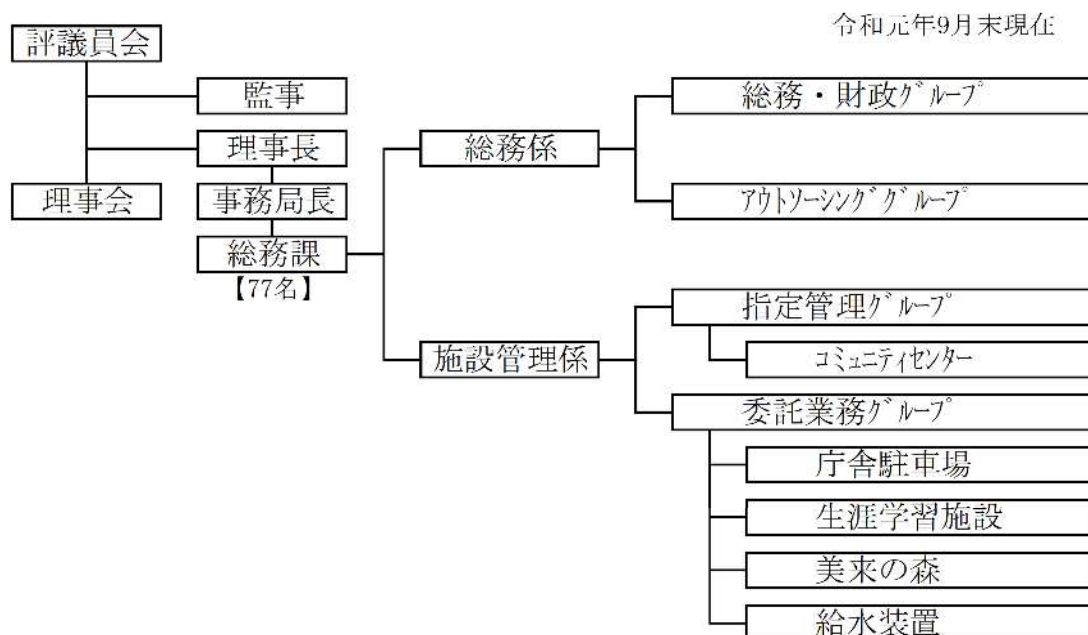 令和元年9月末現在
評議員会
監事
総務・財政グループ
理事長
総務係
理事会
事務局長
アウトソーシンググループ
総務課
【77名】
指定管理グループ
施設管理係
コミュニティセンター
委託業務グループ
庁舎駐車場
生涯学習施設
美来の森
給水装置